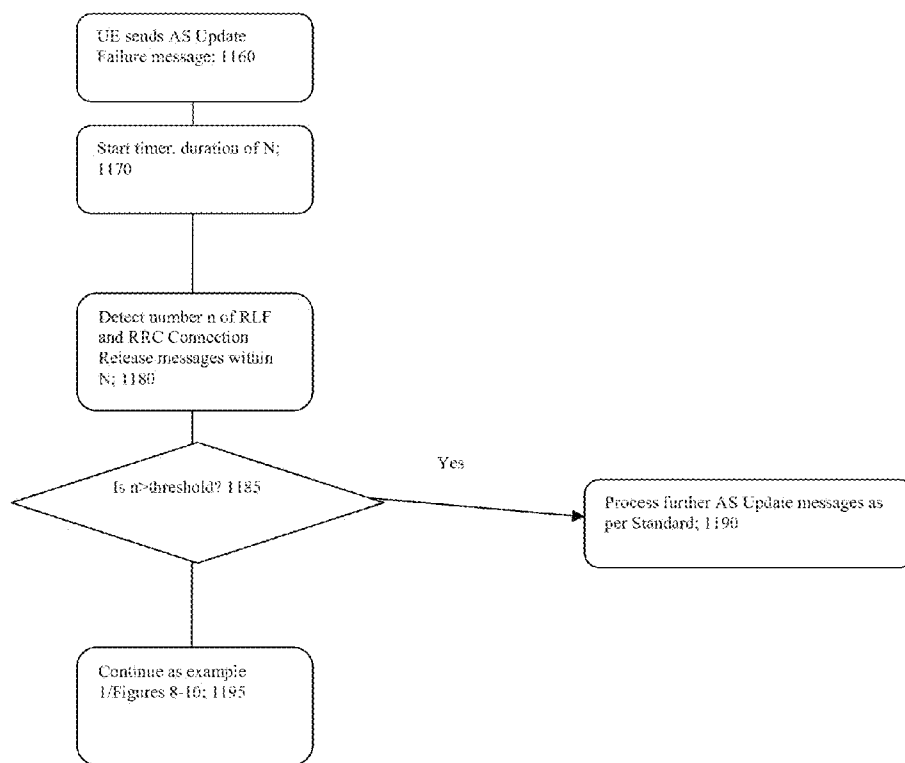 UE sends AS Update
Failure message; 1160
Start timer. duration of N;
1170
Detect number n of RLF
and RRC Connection
Release messages within
N; 1180
Is n>threshold? 1185
Yes
Process further AS Update messages as
per Standard; 1190
Continue as example
1/Figures 8-10; 1195